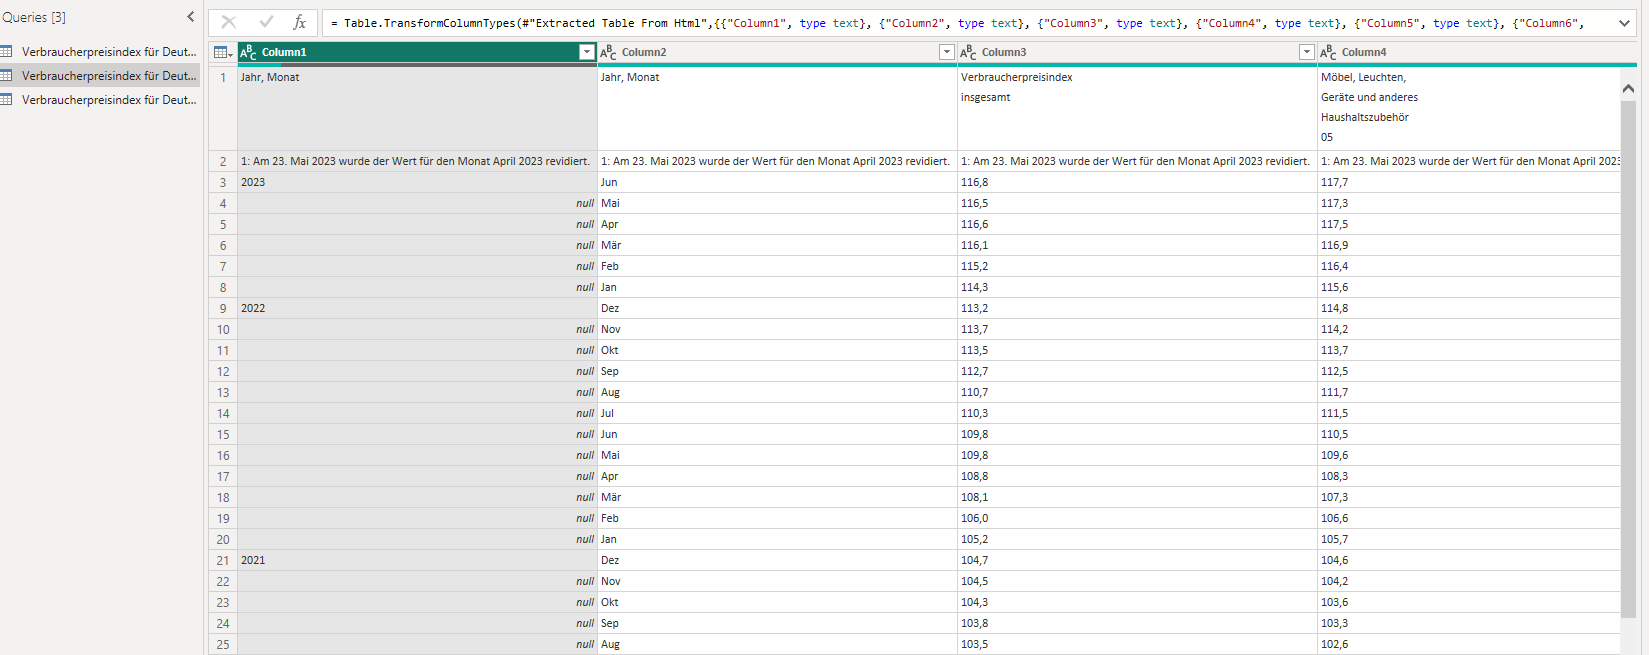 Queries [3]
Verbraucherpreisindex für Deut...
Verbraucherpreisindex für Deut...
Verbraucherpreisindex für Deut...
fx = Table.TransformColumnTypes(#"Extracted Table From Html",{{"Column1", type text}, {"Column2", type text}, {"Column3", type text}, {"Column4", type text}, {"Column5", type text}, {"Column6",
ABC Column1 ABC Column2 ABC Column3 ABC Column4
1 Jahr, Monat Jahr, Monat Verbraucherpreisindex Möbel, Leuchten,
insgesamt Geräte und anderes
Haushaltszubehör
05
2 1: Am 23. Mai 2023 wurde der Wert für den Monat April 2023 revidiert. 1: Am 23. Mai 2023 wurde der Wert für den Monat April 2023 revidiert. 1: Am 23. Mai 2023 wurde der Wert für den Monat April 2023 revidiert. 1: Am 23. Mai 2023 wurde der Wert für den Monat April 2023
3 2023 Jun 116,8 117,7
4 null Mai 116,5 117,3
5 null Apr 116,6 117,5
6 null Mär 116,1 116,9
7 null Feb 115,2 116,4
8 null Jan 114,3 115,6
9 2022 Dez 113,2 114,8
10 null Nov 113,7 114,2
11 null Okt 113,5 113,7
12 null Sep 112,7 112,5
13 null Aug 110,7 111,7
14 null Jul 110,3 111,5
15 null Jun 109,8 110,5
16 null Mai 109,8 109,6
17 null Apr 108,8 108,3
18 null Mär 108,1 107,3
19 null Feb 106,0 106,6
20 null Jan 105,2 105,7
21 2021 Dez 104,7 104,6
22 null Nov 104,5 104,2
23 null Okt 104,3 103,6
24 null Sep 103,8 103,3
25 null Aug 103,5 102,6